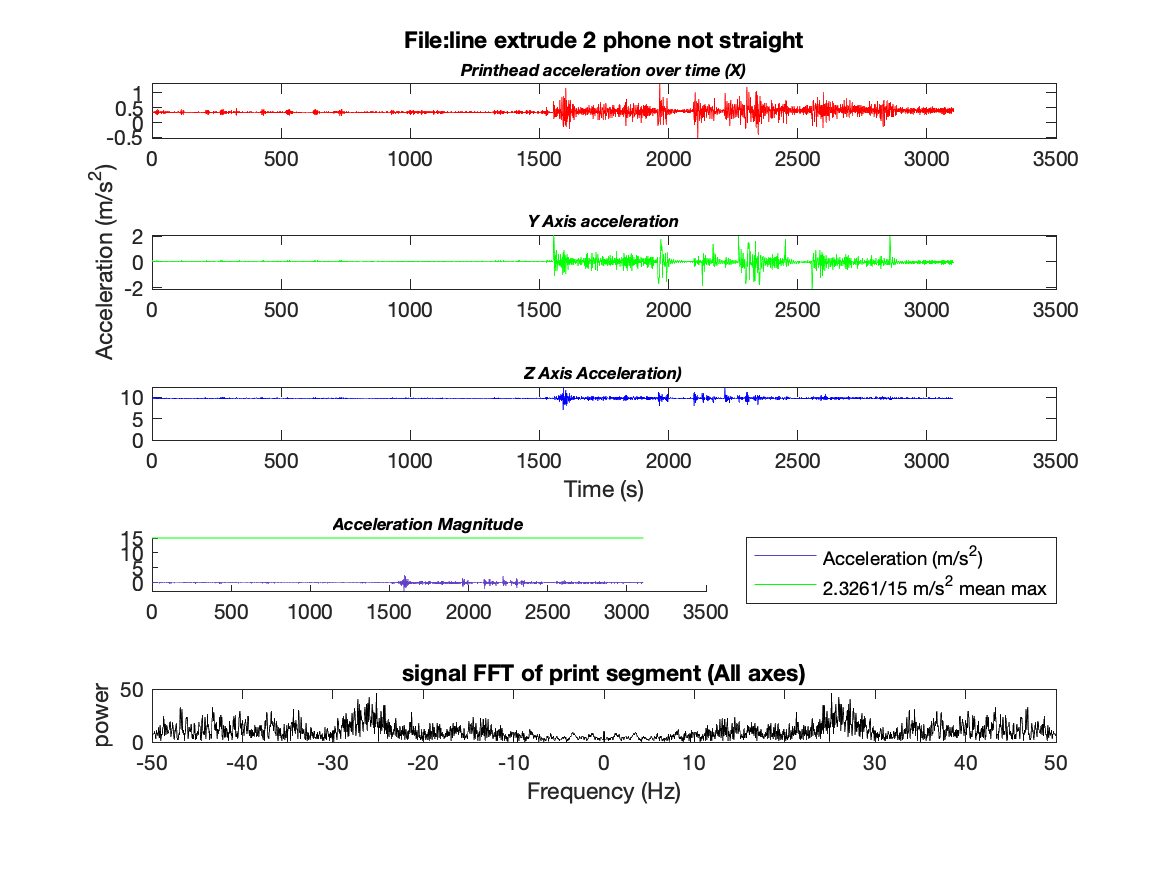 File:line extrude 2 phone not straight
Printhead acceleration over time (X)
1
0.5
0
-0.5
0 500 1000 1500 2000 2500 3000 3500
Acceleration (m/s²)
Y Axis acceleration
2
0
-2
0 500 1000 1500 2000 2500 3000 3500
Z Axis Acceleration)
10
5
0
0 500 1000 1500 2000 2500 3000 3500
Time (s)
Acceleration Magnitude
15
10
5
0
0 500 1000 1500 2000 2500 3000 3500
Acceleration (m/s²)
2.3261/15 m/s² mean max
signal FFT of print segment (All axes)
power
50
0
-50 -40 -30 -20 -10 0 10 20 30 40 50
Frequency (Hz)